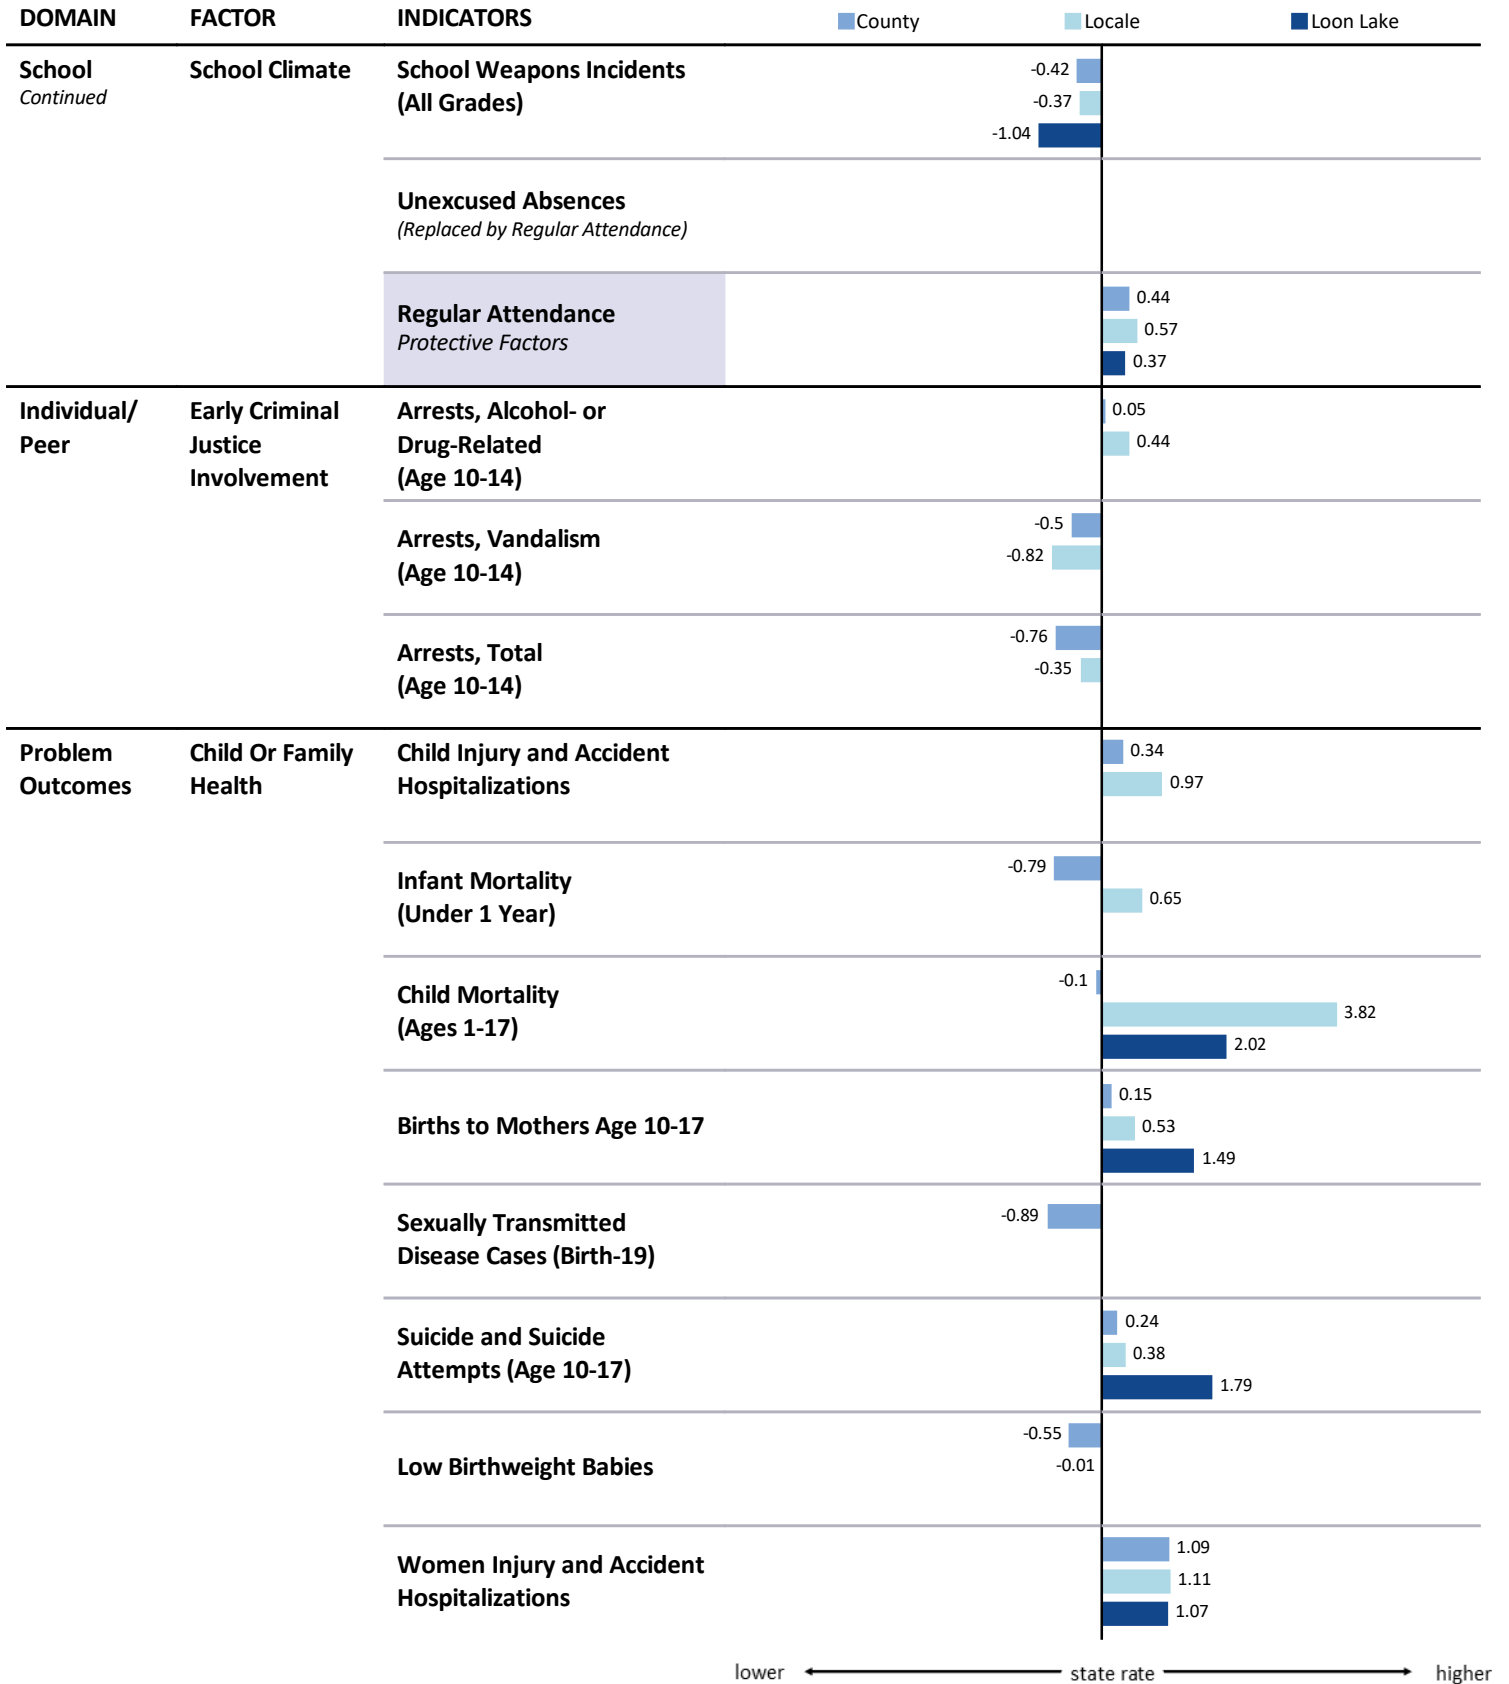 DOMAIN FACTOR INDICATORS County Locale Loon Lake
School School Climate School Weapons Incidents
Continued (All Grades)
-0.42
-0.37
-1.04
Unexcused Absences
(Replaced by Regular Attendance)
Regular Attendance
Protective Factors
0.44
0.57
0.37
Individual/ Early Criminal Arrests, Alcohol- or
Peer Justice Drug-Related
Involvement (Age 10-14)
0.05
0.44
Arrests, Vandalism
(Age 10-14)
-0.5
-0.82
Arrests, Total
(Age 10-14)
-0.76
-0.35
Problem Child Or Family Child Injury and Accident
Outcomes Health Hospitalizations
0.34
0.97
Infant Mortality
(Under 1 Year)
-0.79
0.65
Child Mortality
(Ages 1-17)
-0.1
3.82
2.02
Births to Mothers Age 10-17
0.15
0.53
1.49
Sexually Transmitted
Disease Cases (Birth-19)
-0.89
Suicide and Suicide
Attempts (Age 10-17)
0.24
0.38
1.79
Low Birthweight Babies
-0.55
-0.01
Women Injury and Accident
Hospitalizations
1.09
1.11
1.07
lower state rate higher